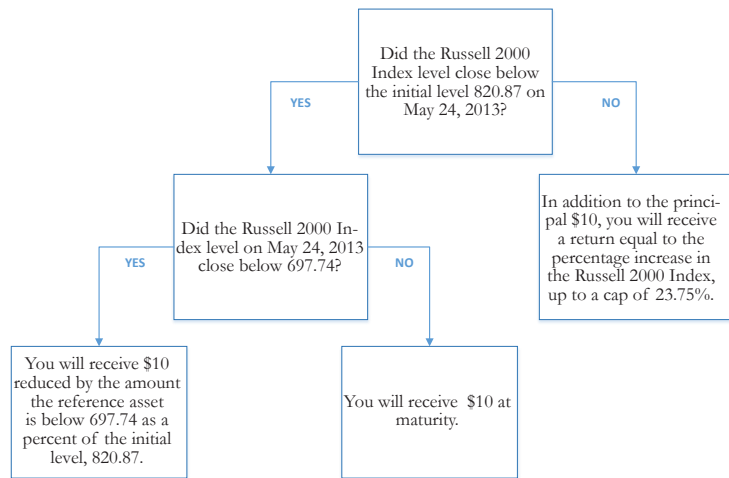 Did the Russell 2000
Index level close below
the initial level 820.87 on
May 24, 2013?
YES
NO
Did the Russell 2000 In-
dex level on May 24, 2013
close below 697.74?
In addition to the princi-
pal $10, you will receive
a return equal to the
percentage increase in
the Russell 2000 Index,
up to a cap of 23.75%.
YES
NO
You will receive $10
reduced by the amount
the reference asset
is below 697.74 as a
percent of the initial
level, 820.87.
You will receive $10 at
maturity.